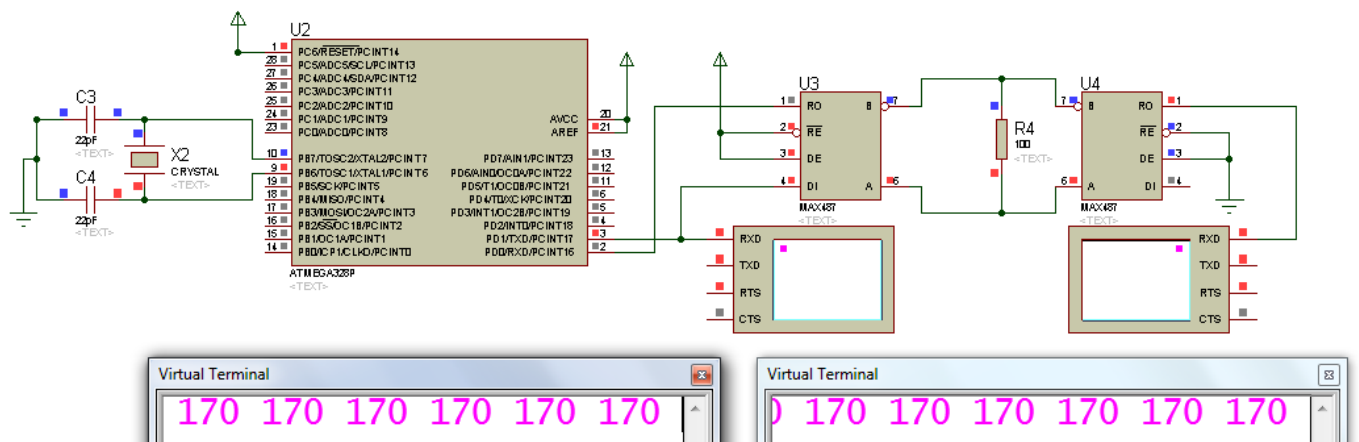 U2
1 PC6/RESET/PCINT14
28 PC5/ADC5/SCL/PCINT13
27 PC4/ADC4/SDA/PCINT12
26 PC3/ADC3/PCINT11
25 PC2/ADC2/PCINT10
24 PC1/ADC1/PCINT9
23 PC0/ADC0/PCINT8
AVCC 20
AREF 21
10 PB7/TOSC2/XTAL2/PCINT7
9 PB6/TOSC1/XTAL1/PCINT6
19 PB5/SCK/PCINT5
18 PB4/MISO/PCINT4
17 PB3/MOSI/OC2A/PCINT3
16 PB2/SS/OC1B/PCINT2
15 PB1/OC1A/PCINT1
14 PB0/ICP1/CLKO/PCINT0
PD7/AIN1/PCINT23 13
PD6/AIN0/OC0A/PCINT22 12
PD5/T1/OC0B/PCINT21 11
PD4/T0/XCK/PCINT20 6
PD3/INT1/OC2B/PCINT19 5
PD2/INT0/PCINT18 4
PD1/TXD/PCINT17 3
PD0/RXD/PCINT16 2
ATMEGA328P
<TEXT>
C3
22pF
<TEXT>
X2
CRYSTAL
<TEXT>
C4
22pF
<TEXT>
U3
1 RO B 7
2 RE
3 DE
4 DI A 6
MAX487
<TEXT>
R4
100
<TEXT>
U4
7 B RO 1
RE 2
DE 3
6 A DI 4
MAX487
<TEXT>
RXD
TXD
RTS
CTS
RXD
TXD
RTS
CTS
Virtual Terminal
170 170 170 170 170 170
Virtual Terminal
170 170 170 170 170 170